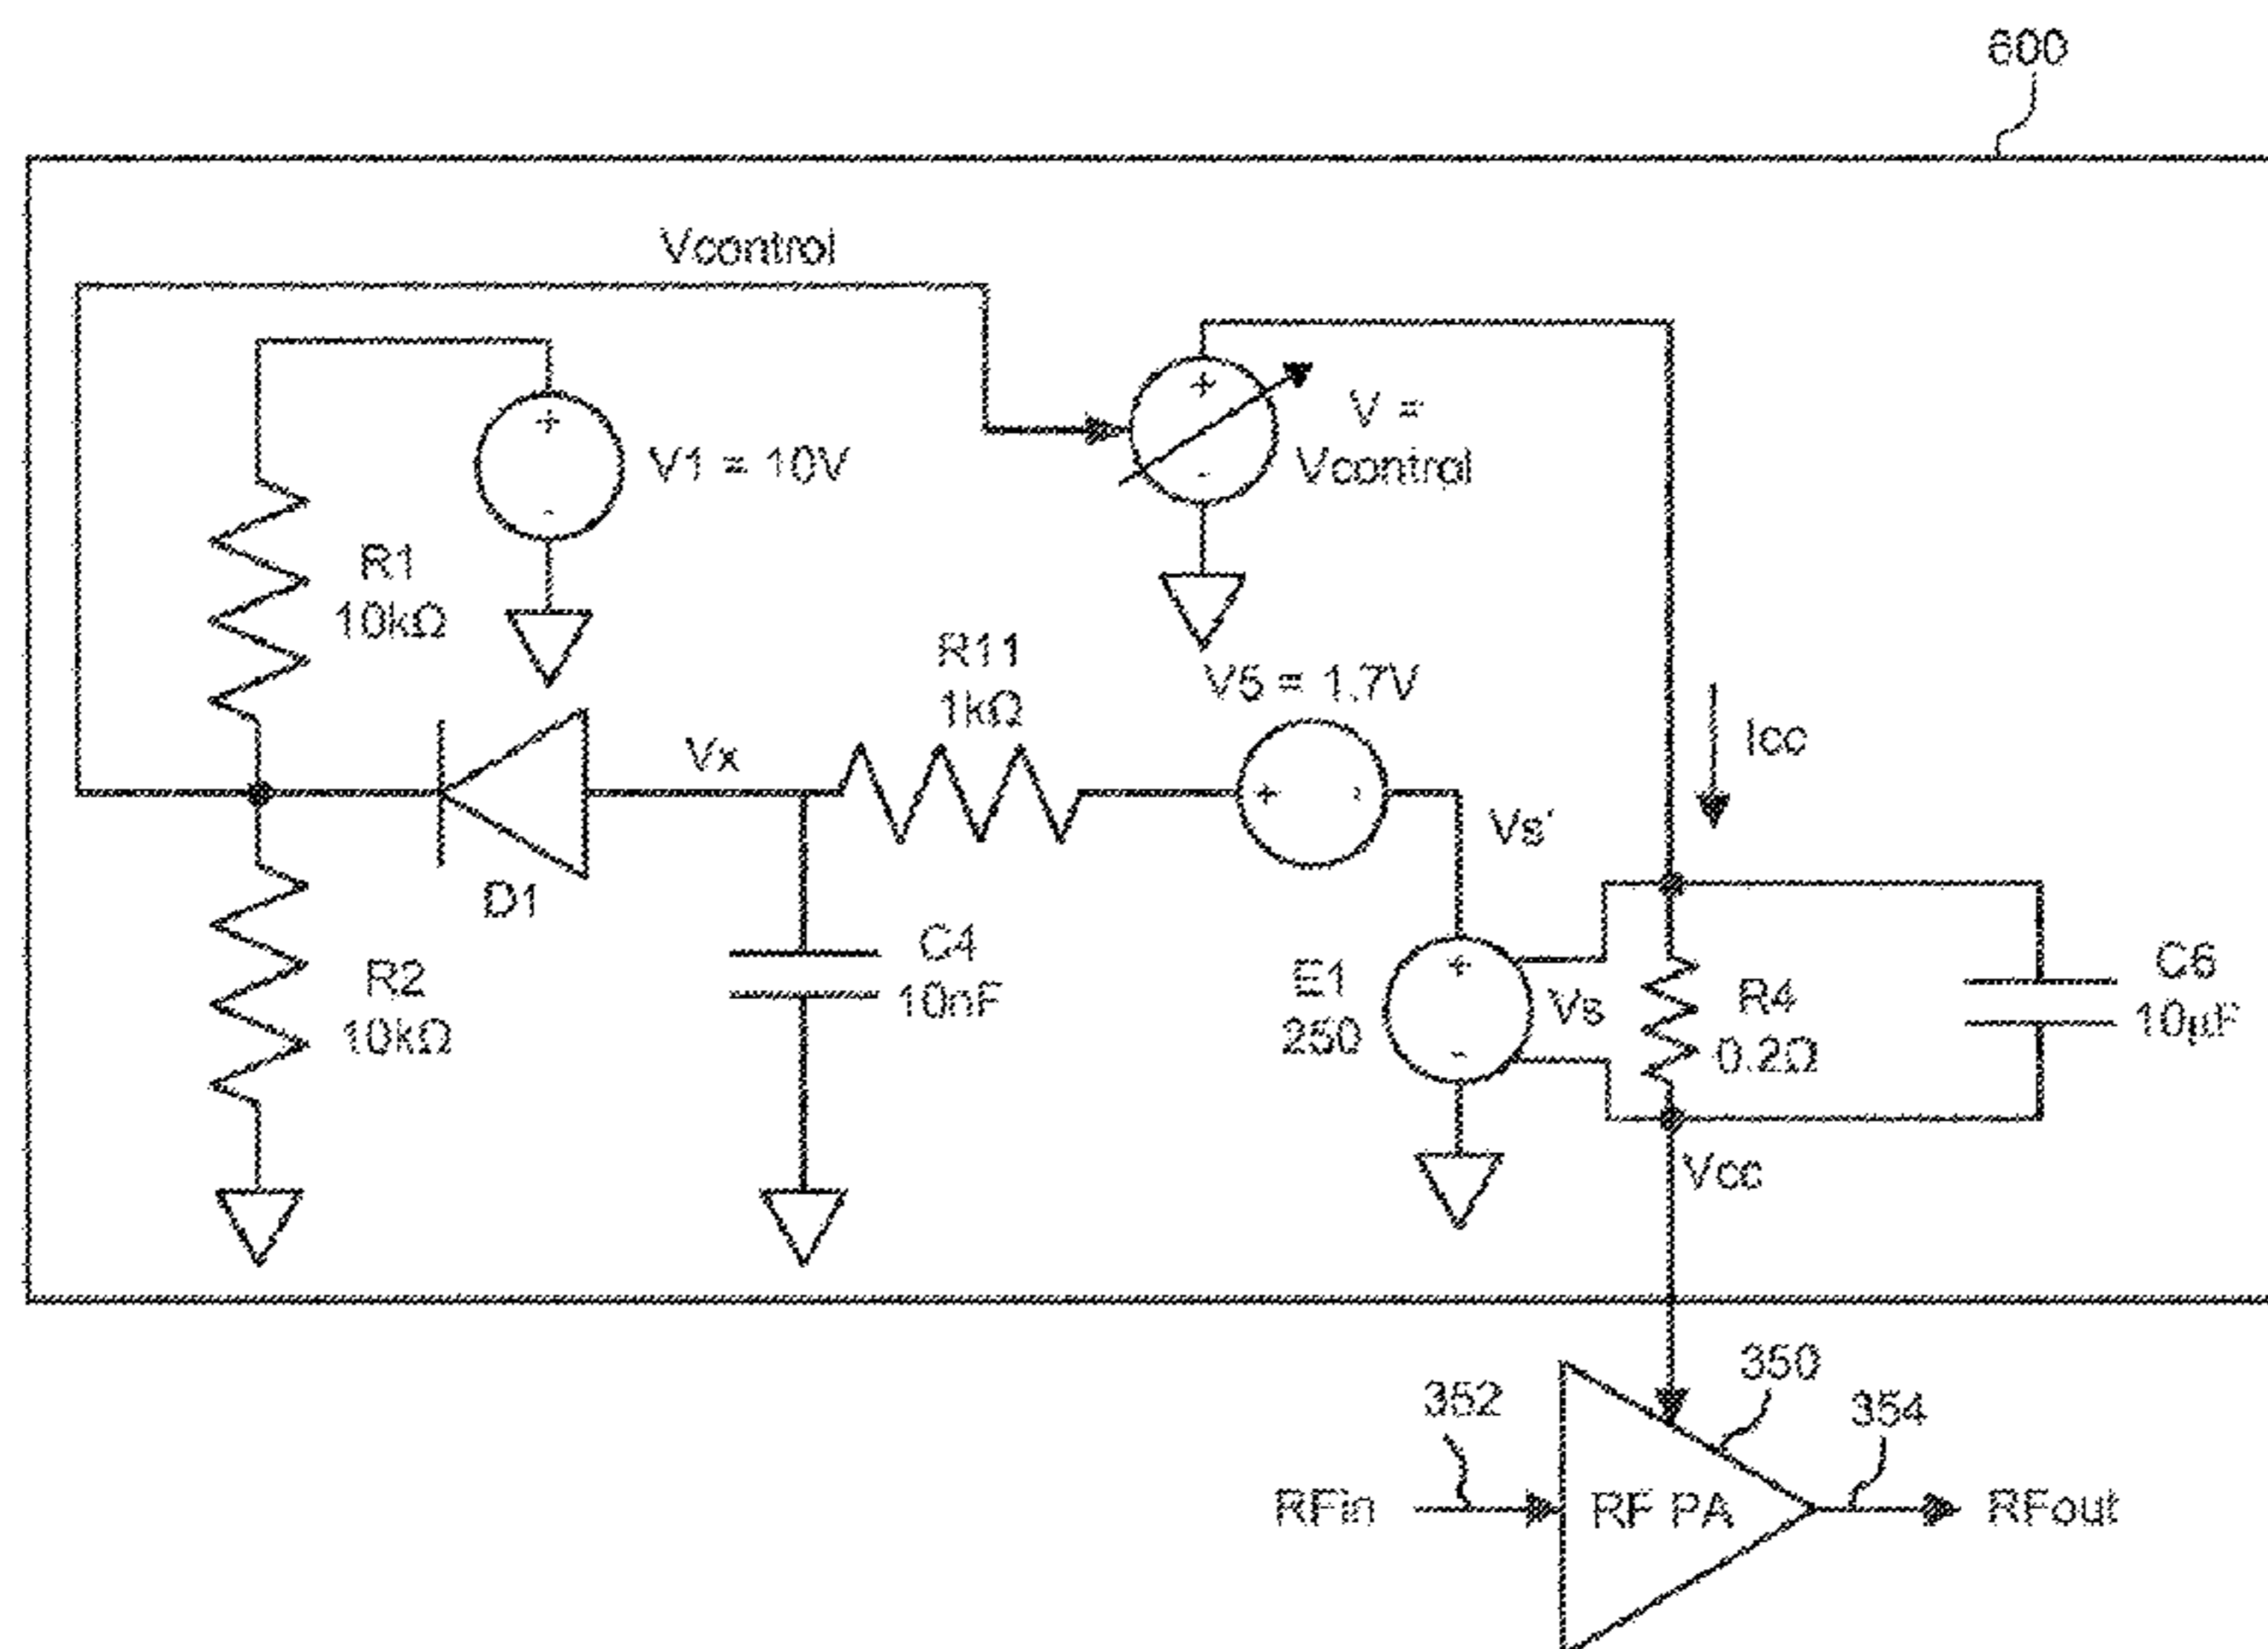 600
Vcontrol
+
-
V1 = 10V
+
-
V =
Vcontrol
R1
10kΩ
R11
1kΩ
V5 = 1.7V
Icc
Vx
+ -
Vs'
D1
R2
10kΩ
C4
10nF
E1
250
+
-
Vs
R4
0.2Ω
C6
10µF
Vcc
352
350
354
RFin
RF PA
RFout